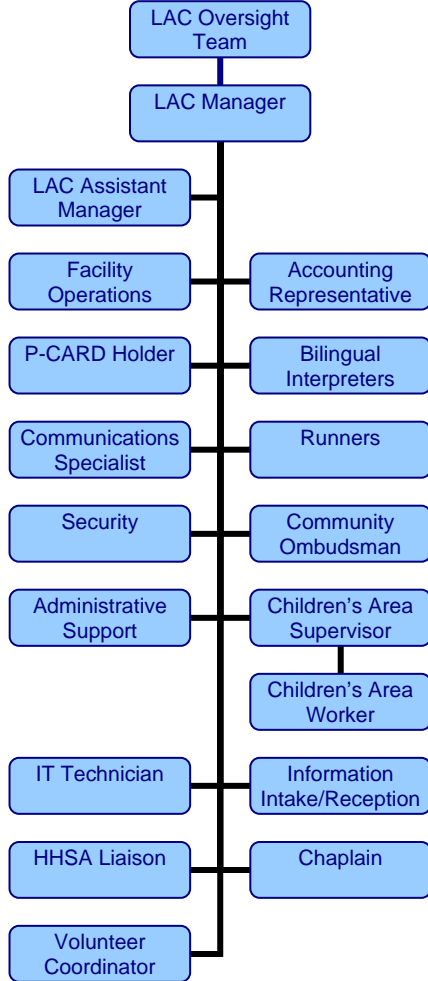 LAC Oversight
Team
LAC Manager
LAC Assistant
Manager
Facility
Operations
Accounting
Representative
P-CARD Holder
Bilingual
Interpreters
Communications
Specialist
Runners
Security
Community
Ombudsman
Administrative
Support
Children's Area
Supervisor
Children's Area
Worker
IT Technician
Information
Intake/Reception
HHSA Liaison
Chaplain
Volunteer
Coordinator